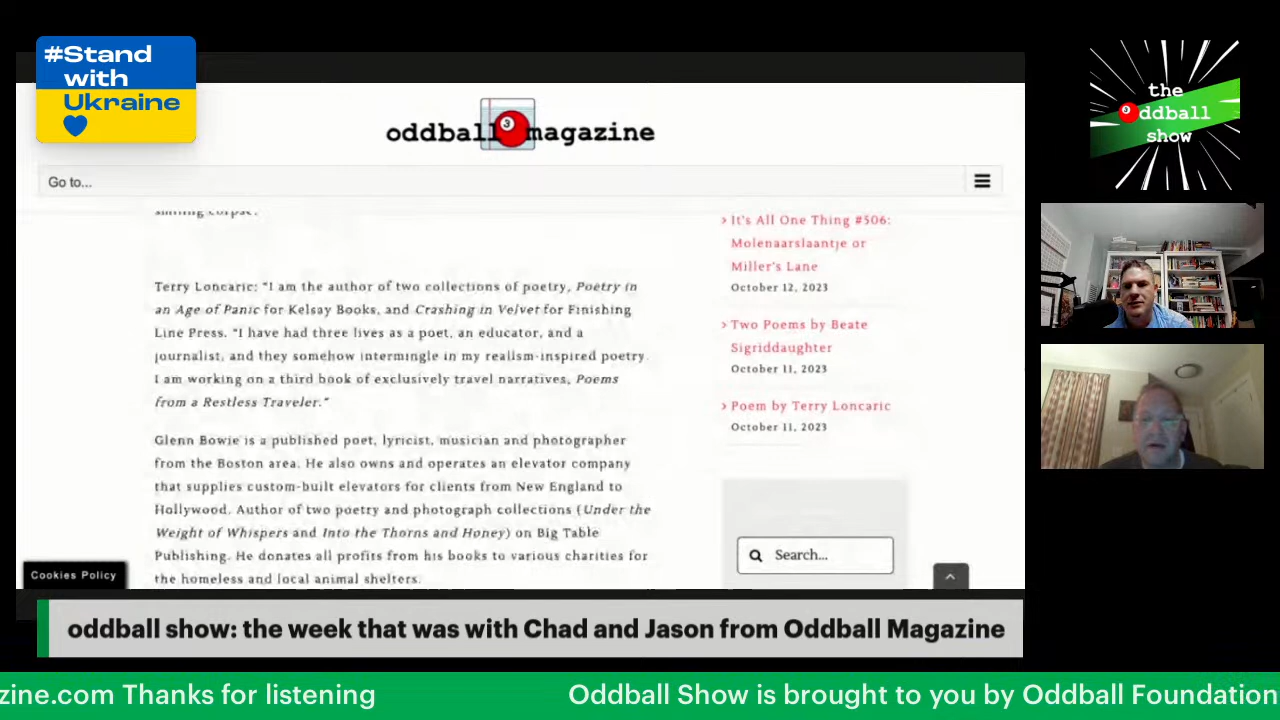 #Stand
with
Ukraine
oddball magazine
3
Go to...
smiling corpse.
Terry Loncaric: “I am the author of two collections of poetry, Poetry in
an Age of Panic for Kelsay Books, and Crashing in Velvet for Finishing
Line Press. “I have had three lives as a poet, an educator, and a
journalist, and they somehow intermingle in my realism-inspired poetry.
I am working on a third book of exclusively travel narratives, Poems
from a Restless Traveler.”
Glenn Bowie is a published poet, lyricist, musician and photographer
from the Boston area. He also owns and operates an elevator company
that supplies custom-built elevators for clients from New England to
Hollywood. Author of two poetry and photograph collections (Under the
Weight of Whispers and Into the Thorns and Honey) on Big Table
Publishing. He donates all profits from his books to various charities for
the homeless and local animal shelters.
› It's All One Thing #506:
Molenaarslaantje or
Miller's Lane
October 12, 2023
› Two Poems by Beate
Sigriddaughter
October 11, 2023
› Poem by Terry Loncaric
October 11, 2023
Search...
Cookies Policy
the
3
ddball
show
oddball show: the week that was with Chad and Jason from Oddball Magazine
zine.com Thanks for listening
Oddball Show is brought to you by Oddball Foundation